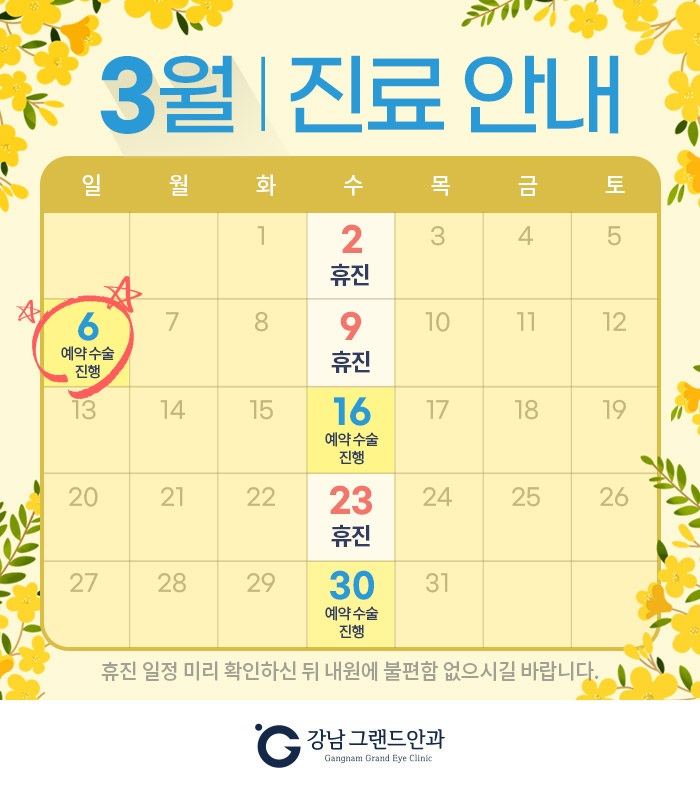 3월 | 진료 안내
일 월 화 수 목 금 토
1 2 3 4 5
휴진
6 7 8 9 10 11 12
예약 수술
진행
휴진
13 14 15 16 17 18 19
예약 수술
진행
20 21 22 23 24 25 26
휴진
27 28 29 30 31
예약 수술
진행
휴진 일정 미리 확인하신 뒤 내원에 불편함 없으시길 바랍니다.
강남 그랜드안과
Gangnam Grand Eye Clinic